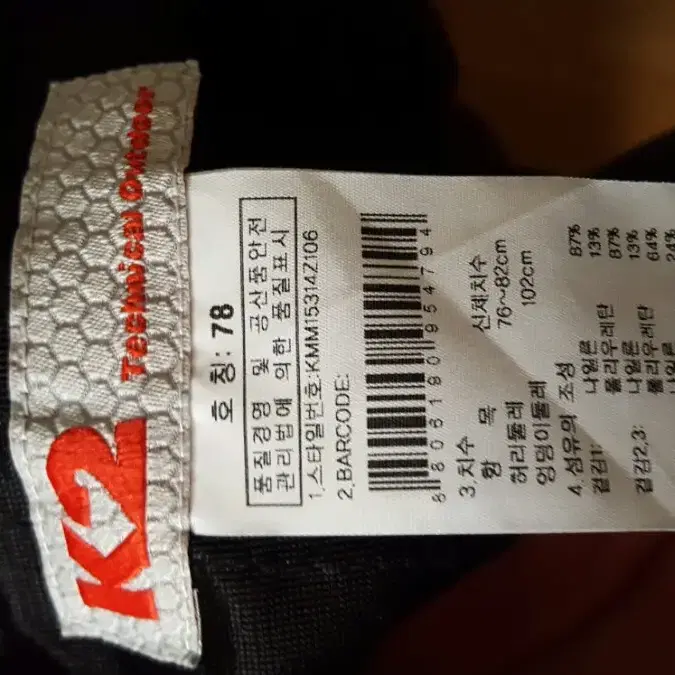 K2
Technical Outdoor
호칭: 78
품질경영 및 공산품안전
관리법에 의한 품질표시
1.스타일번호:KMM15314Z106
2.BARCODE:
8806190954794
3.치수
항 목 신체치수
허리둘레 76~82cm
엉덩이둘레 102cm
4.섬유의 조성
겉감1: 나일론 87%
폴리우레탄 13%
겉감2,3: 나일론 87%
폴리우레탄 13%
64%
24%